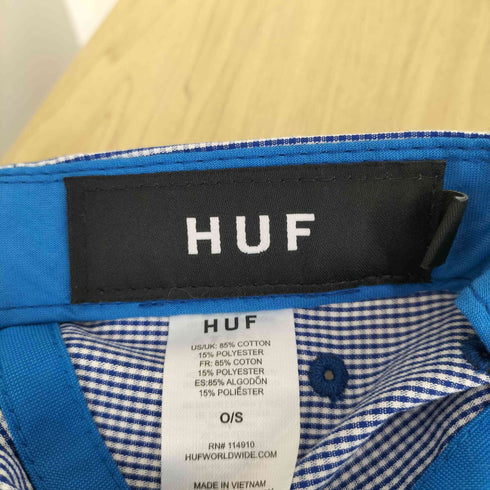 HUF
HUF
US/UK: 85% COTTON
15% POLYESTER
FR: 85% COTON
15% POLYESTER
ES:85% ALGODÓN
15% POLIÉSTER
O/S
RN# 114910
HUFWORLDWIDE.COM
MADE IN VIETNAM